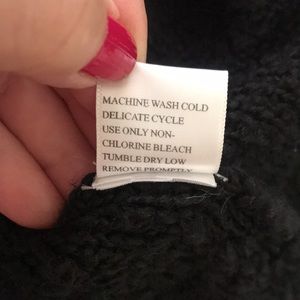 MACHINE WASH COLD
DELICATE CYCLE
USE ONLY NON-
CHLORINE BLEACH
TUMBLE DRY LOW
REMOVE PROMPTLY